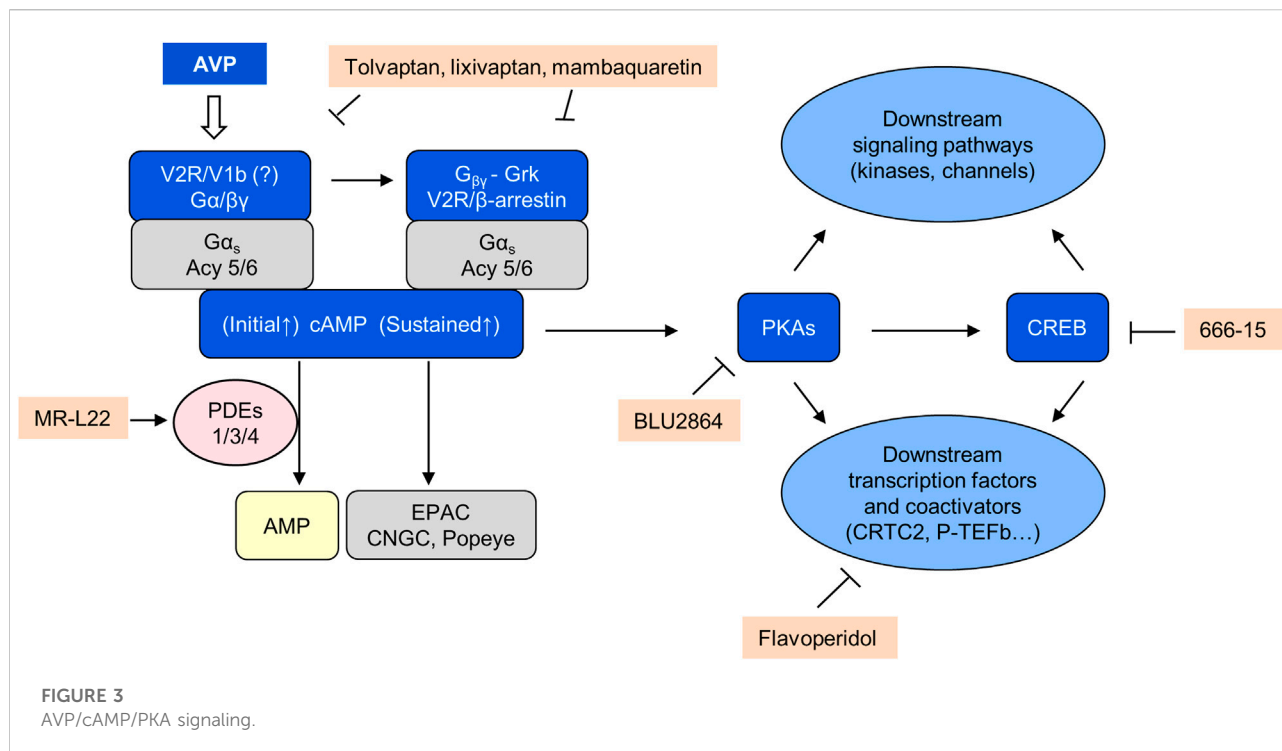 AVP
Tolvaptan, lixivaptan, mambaquaretin
V2R/V1b (?)
Gα/βγ
Gβγ - Grk
V2R/β-arrestin
Gαs
Acy 5/6
Gαs
Acy 5/6
(Initial↑) cAMP (Sustained↑)
MR-L22
PDEs
1/3/4
AMP
EPAC
CNGC, Popeye
Downstream
signaling pathways
(kinases, channels)
PKAs
CREB
666-15
BLU2864
Downstream
transcription factors
and coactivators
(CRTC2, P-TEFb…)
Flavoperidol
FIGURE 3
AVP/cAMP/PKA signaling.